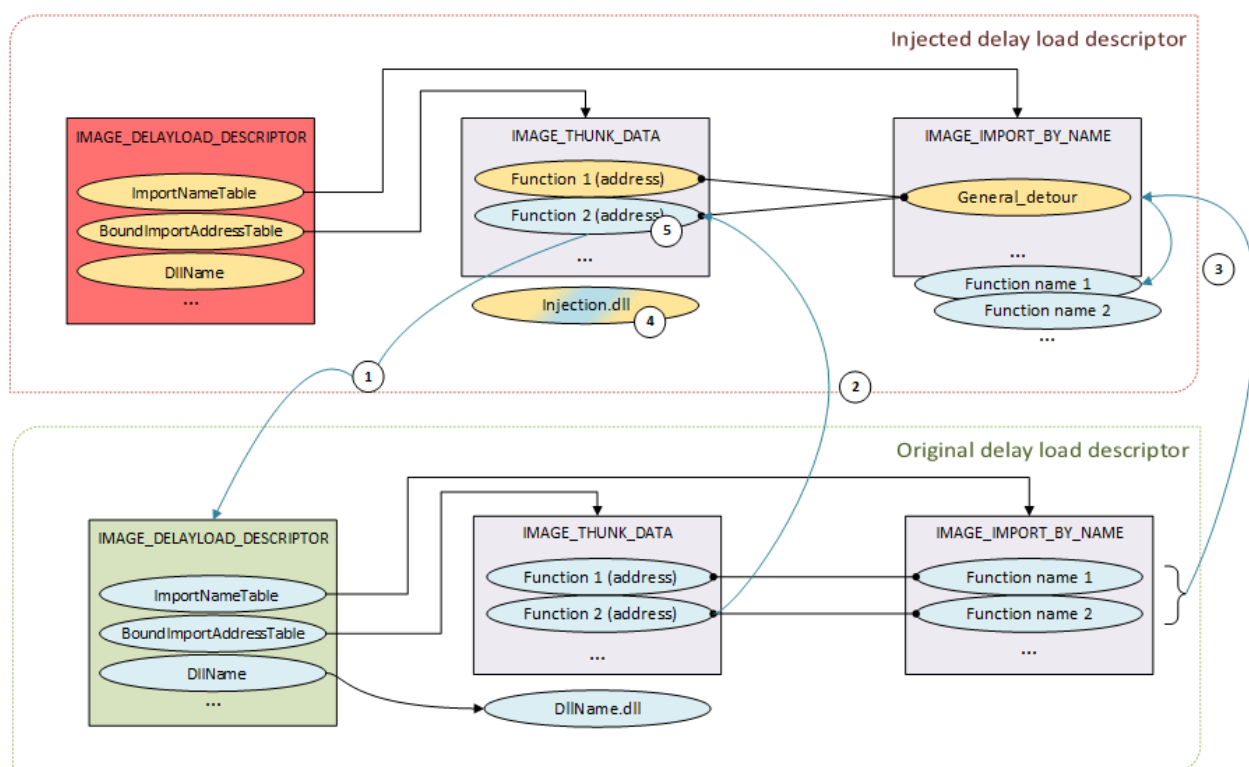 Injected delay load descriptor
IMAGE_DELAYLOAD_DESCRIPTOR
ImportNameTable
BoundImportAddressTable
DllName
...
IMAGE_THUNK_DATA
Function 1 (address)
Function 2 (address)
5
...
Injection.dll
4
IMAGE_IMPORT_BY_NAME
General_detour
...
Function name 1
Function name 2
...
3
1
2
Original delay load descriptor
IMAGE_DELAYLOAD_DESCRIPTOR
ImportNameTable
BoundImportAddressTable
DllName
...
IMAGE_THUNK_DATA
Function 1 (address)
Function 2 (address)
...
DllName.dll
IMAGE_IMPORT_BY_NAME
Function name 1
Function name 2
...